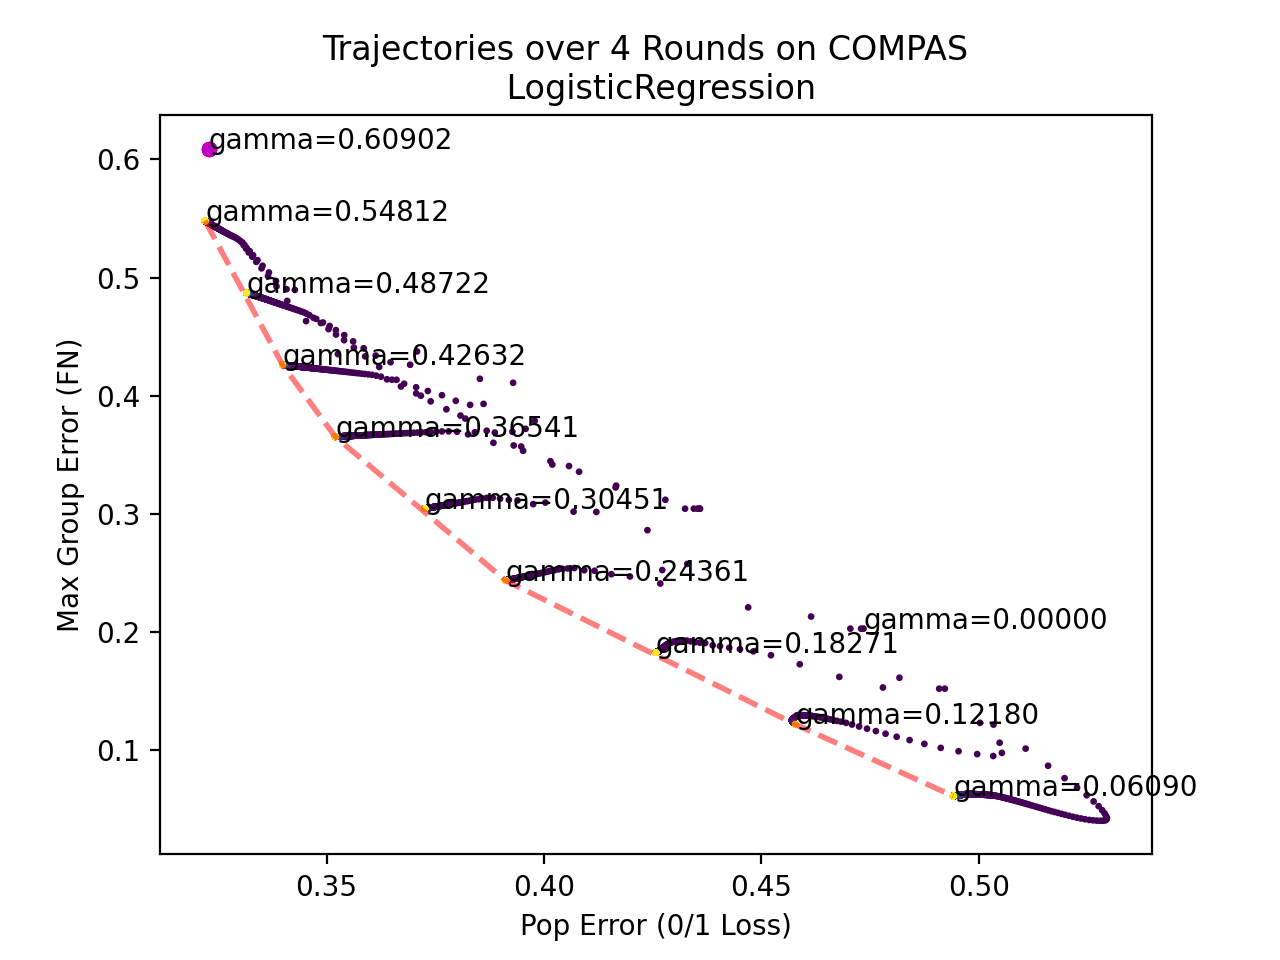 Trajectories over 4 Rounds on COMPAS
LogisticRegression
gamma=0.60902
gamma=0.54812
gamma=0.48722
gamma=0.42632
gamma=0.36541
gamma=0.30451
gamma=0.24361
gamma=0.00000
gamma=0.18271
gamma=0.12180
gamma=0.06090
Max Group Error (FN)
0.6
0.5
0.4
0.3
0.2
0.1
0.35 0.40 0.45 0.50
Pop Error (0/1 Loss)